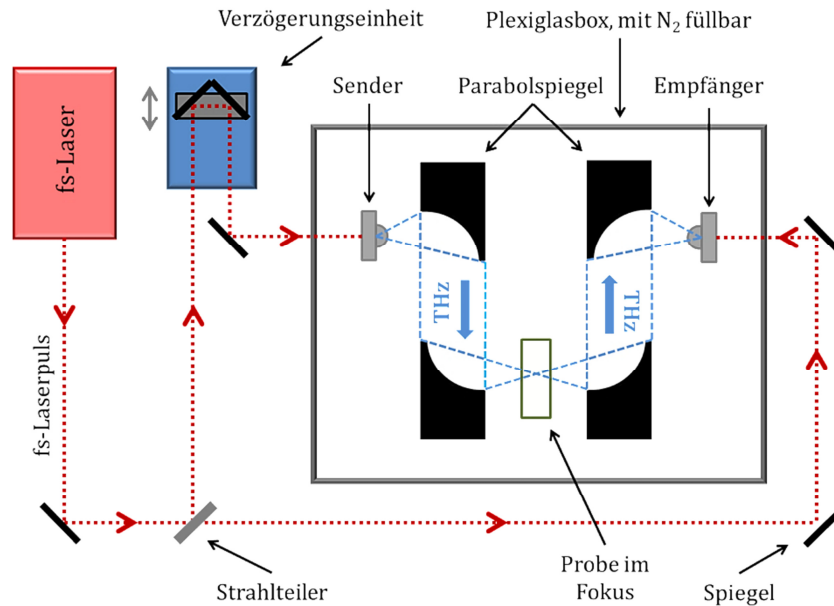 Verzögerungseinheit
Plexiglasbox, mit N₂ füllbar
Sender
Parabolspiegel
Empfänger
fs-Laser
THz
THz
fs-Laserpuls
Strahlteiler
Probe im
Fokus
Spiegel